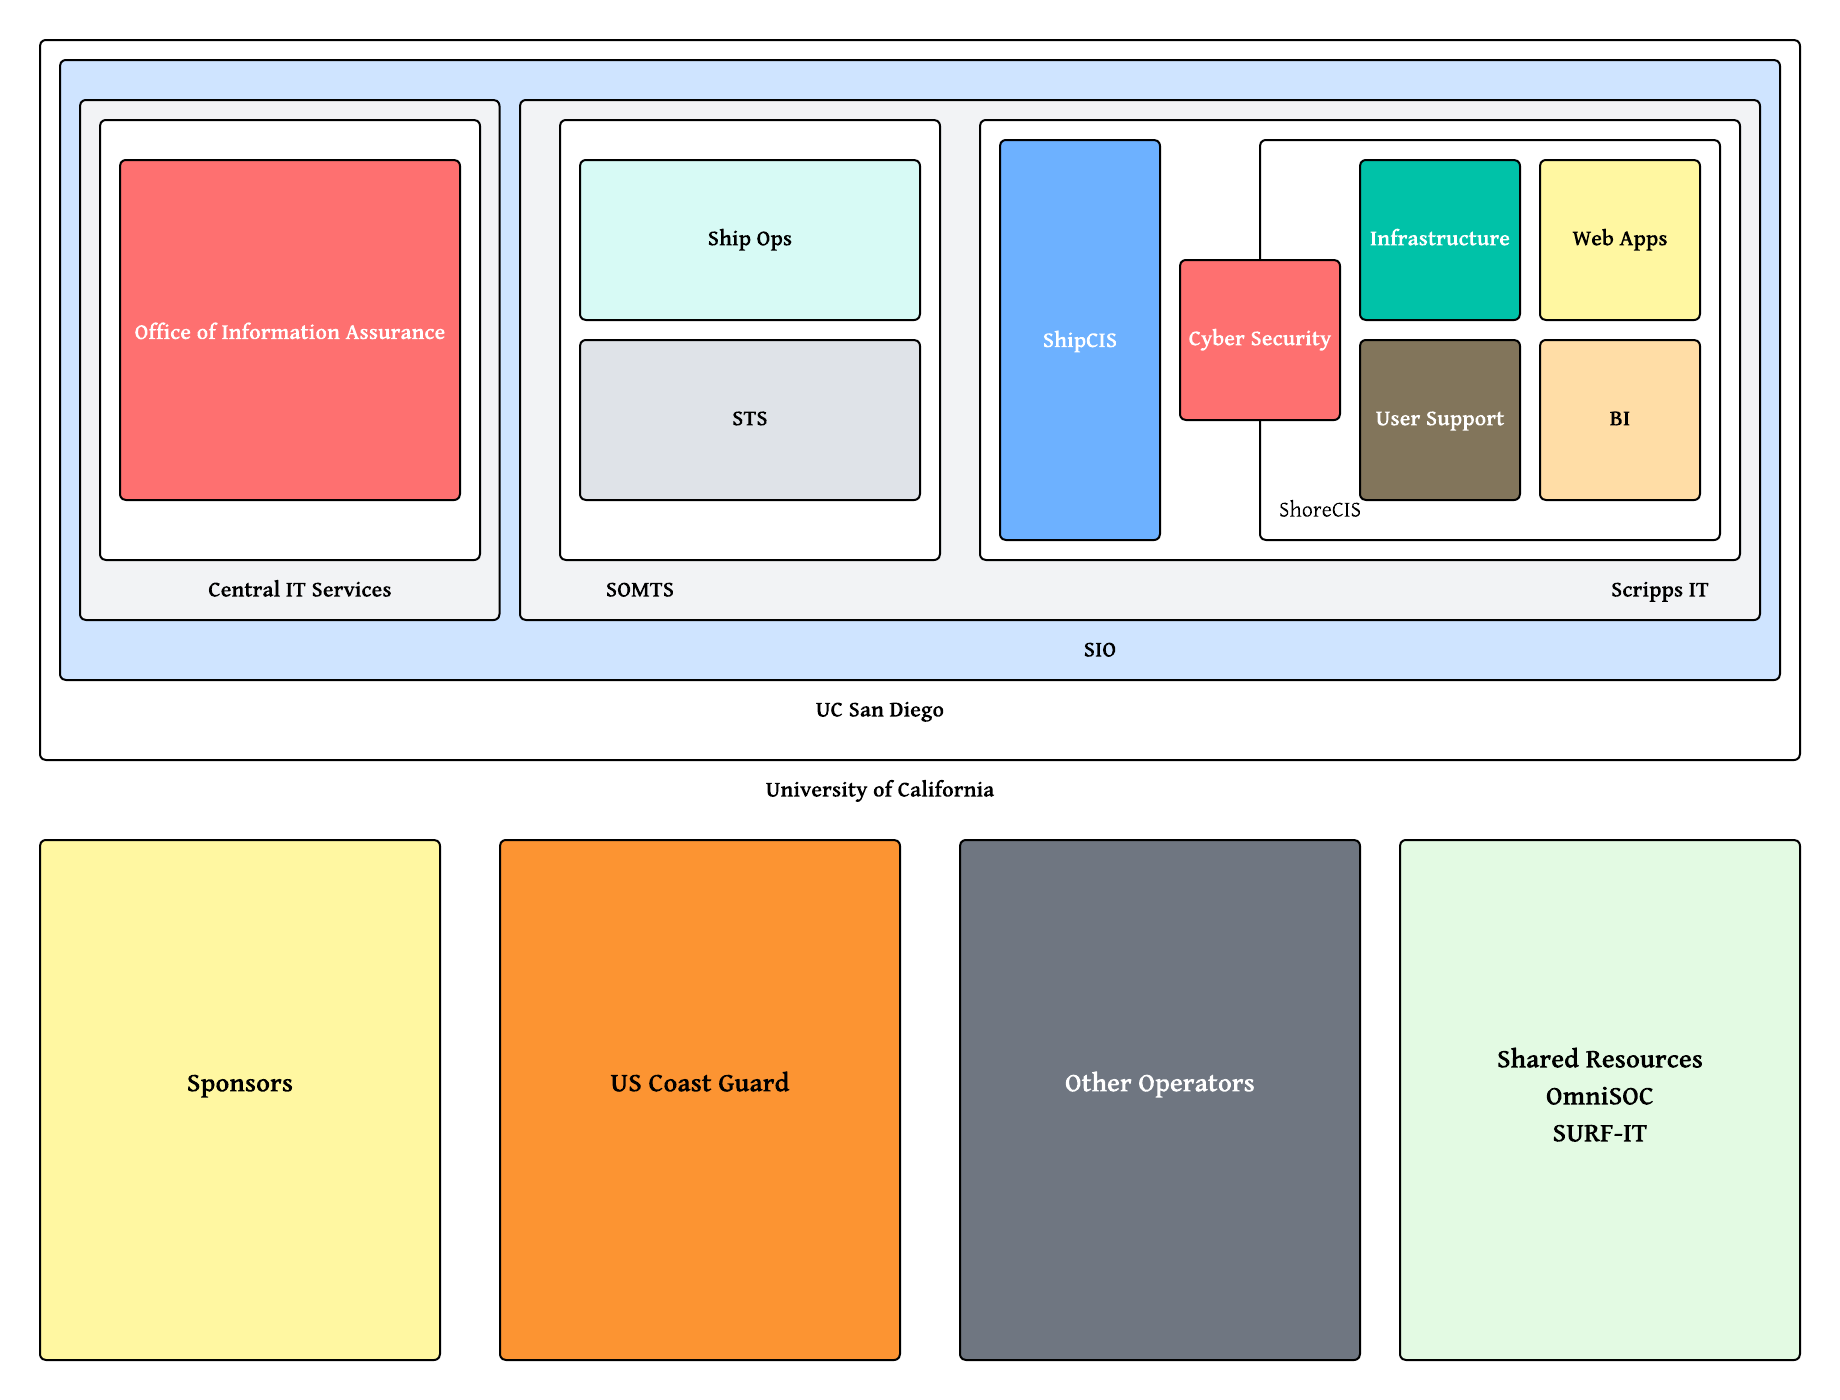 Office of Information Assurance
Ship Ops
STS
ShipCIS
Cyber Security
Infrastructure
Web Apps
User Support
BI
ShoreCIS
Central IT Services
SOMTS
Scripps IT
SIO
UC San Diego
University of California
Sponsors
US Coast Guard
Other Operators
Shared Resources
OmniSOC
SURF-IT